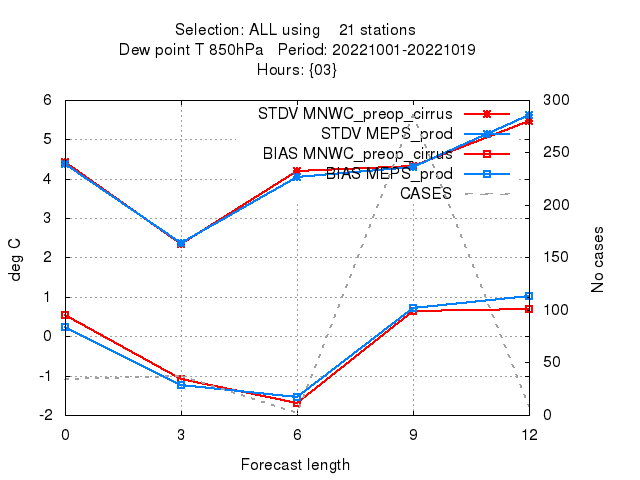 Selection: ALL using    21 stations
Dew point T 850hPa   Period: 20221001-20221019
Hours: {03}
STDV MNWC_preop_cirrus
STDV MEPS_prod
BIAS MNWC_preop_cirrus
BIAS MEPS_prod
CASES
6
5
4
3
2
1
0
-1
-2
deg C
300
250
200
150
100
50
0
No cases
0 3 6 9 12
Forecast length